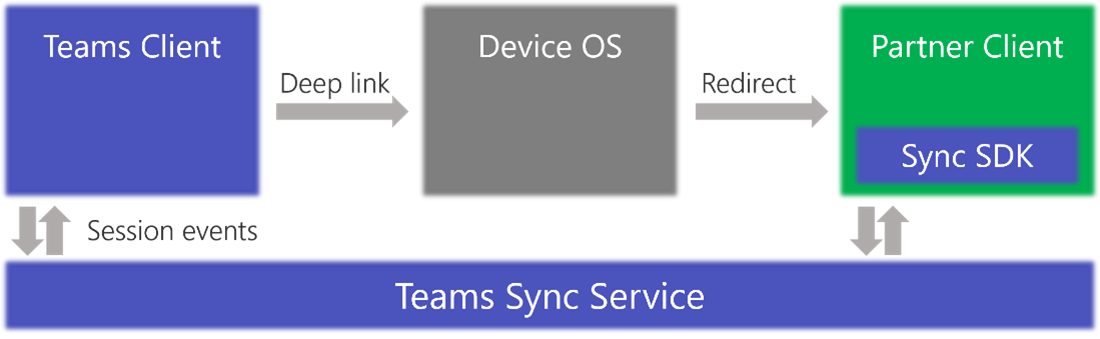 Teams Client
Device OS
Partner Client
Deep link
Redirect
Sync SDK
Session events
Teams Sync Service